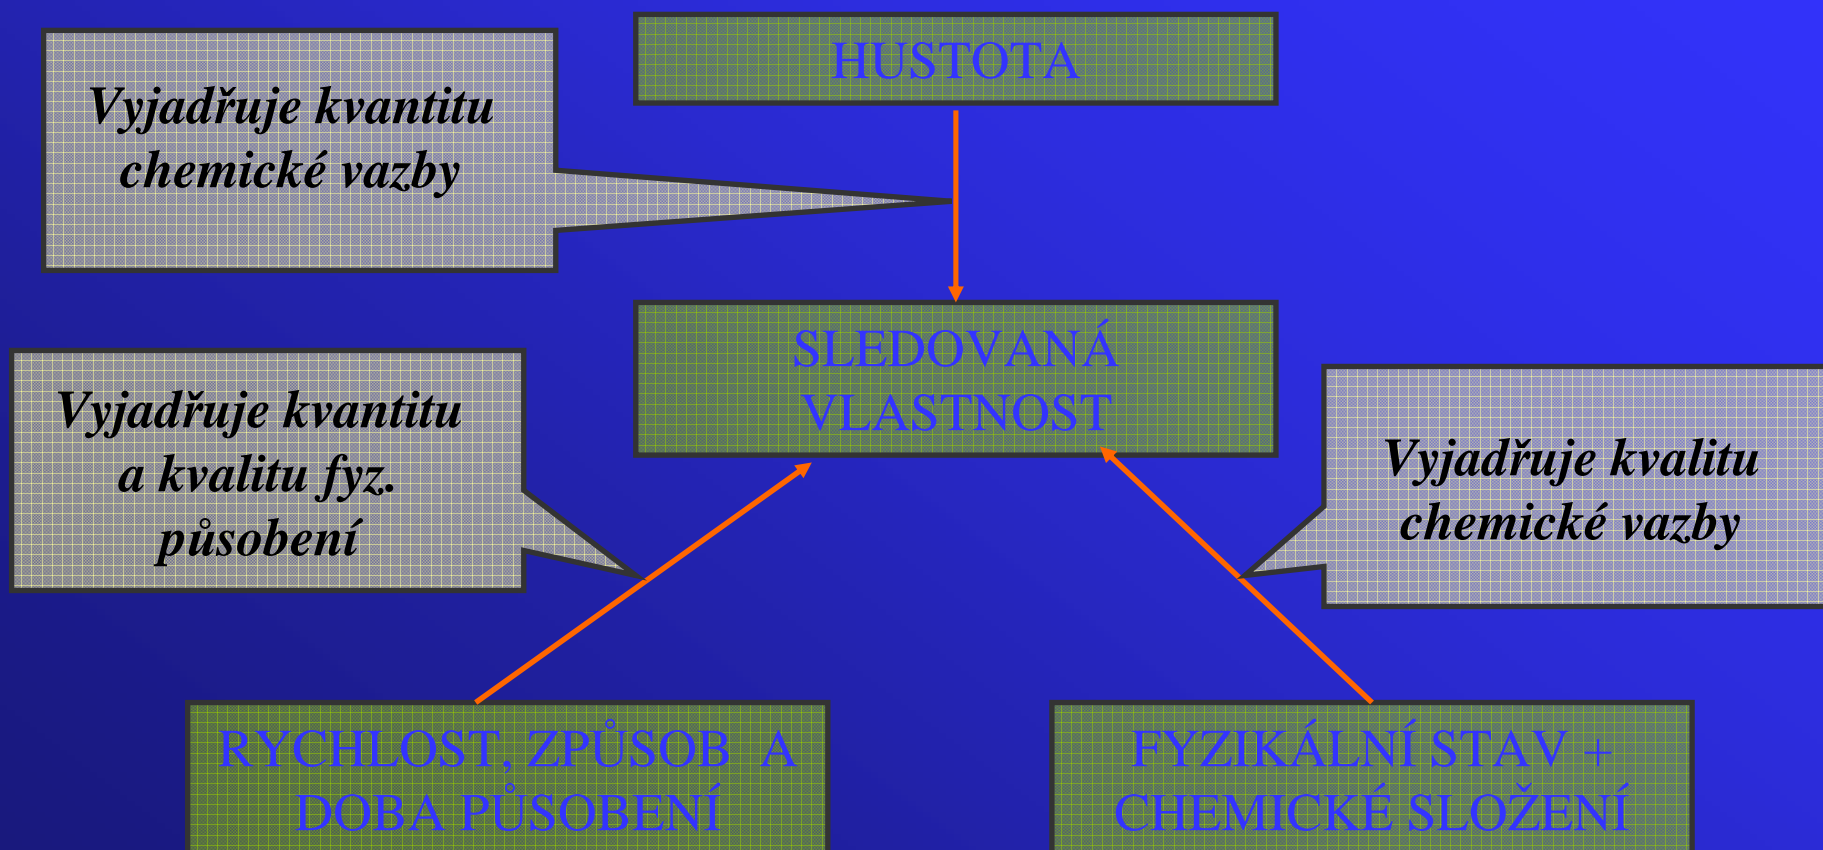 HUSTOTA
Vyjadřuje kvantitu
chemické vazby
SLEDOVANÁ
VLASTNOST
Vyjadřuje kvantitu
a kvalitu fyz.
působení
Vyjadřuje kvalitu
chemické vazby
RYCHLOST, ZPŮSOB A
DOBA PŮSOBENÍ
FYZIKÁLNÍ STAV +
CHEMICKÉ SLOŽENÍ